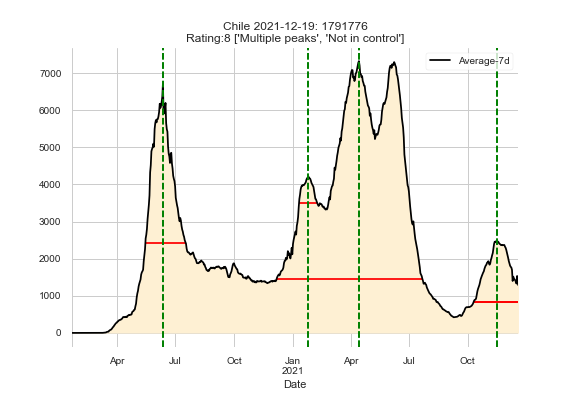 Chile 2021-12-19: 1791776
Rating:8 ['Multiple peaks', 'Not in control']
Average-7d
7000
6000
5000
4000
3000
2000
1000
0
Apr Jul Oct Jan Apr Jul Oct
2021
Date